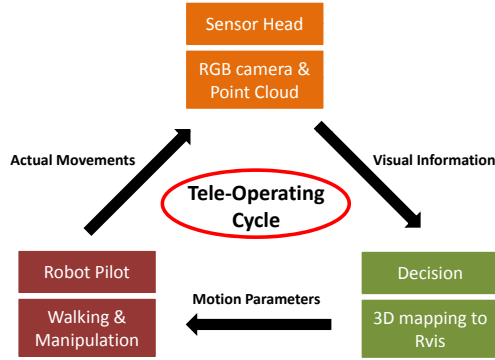 Sensor Head
RGB camera &
Point Cloud
Actual Movements
Visual Information
Tele-Operating
Cycle
Robot Pilot
Walking &
Manipulation
Motion Parameters
Decision
3D mapping to
Rvis